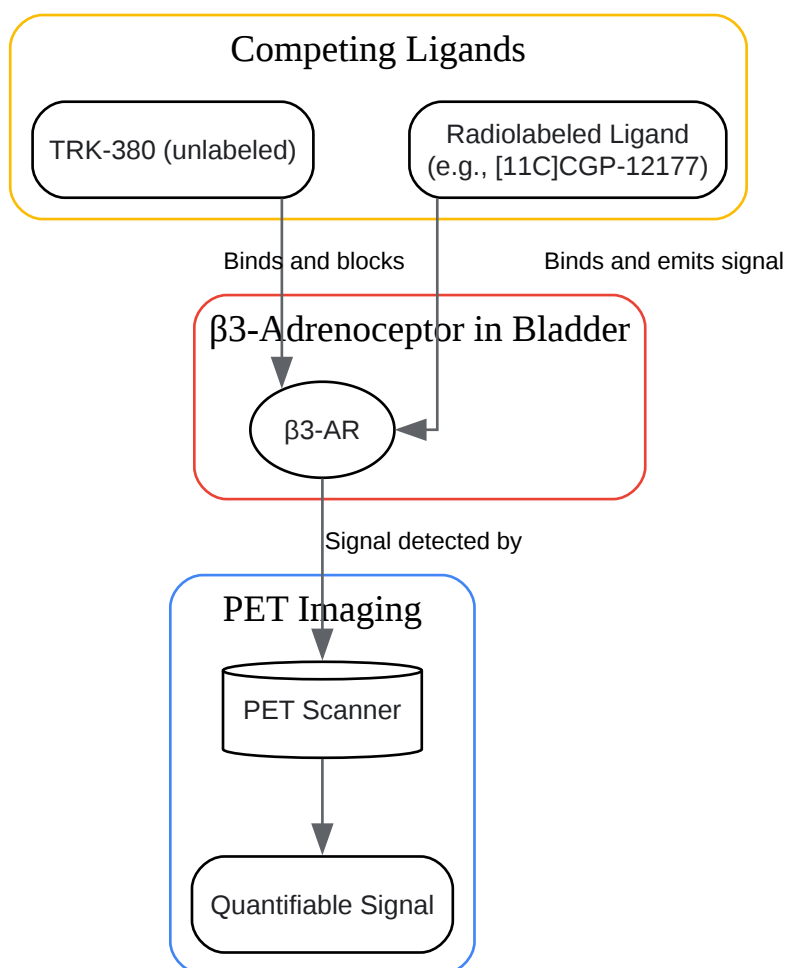 Competing Ligands
TRK-380 (unlabeled)
Radiolabeled Ligand
(e.g., [11C]CGP-12177)
Binds and blocks
Binds and emits signal
β3-Adrenoceptor in Bladder
β3-AR
Signal detected by
PET Imaging
PET Scanner
Quantifiable Signal